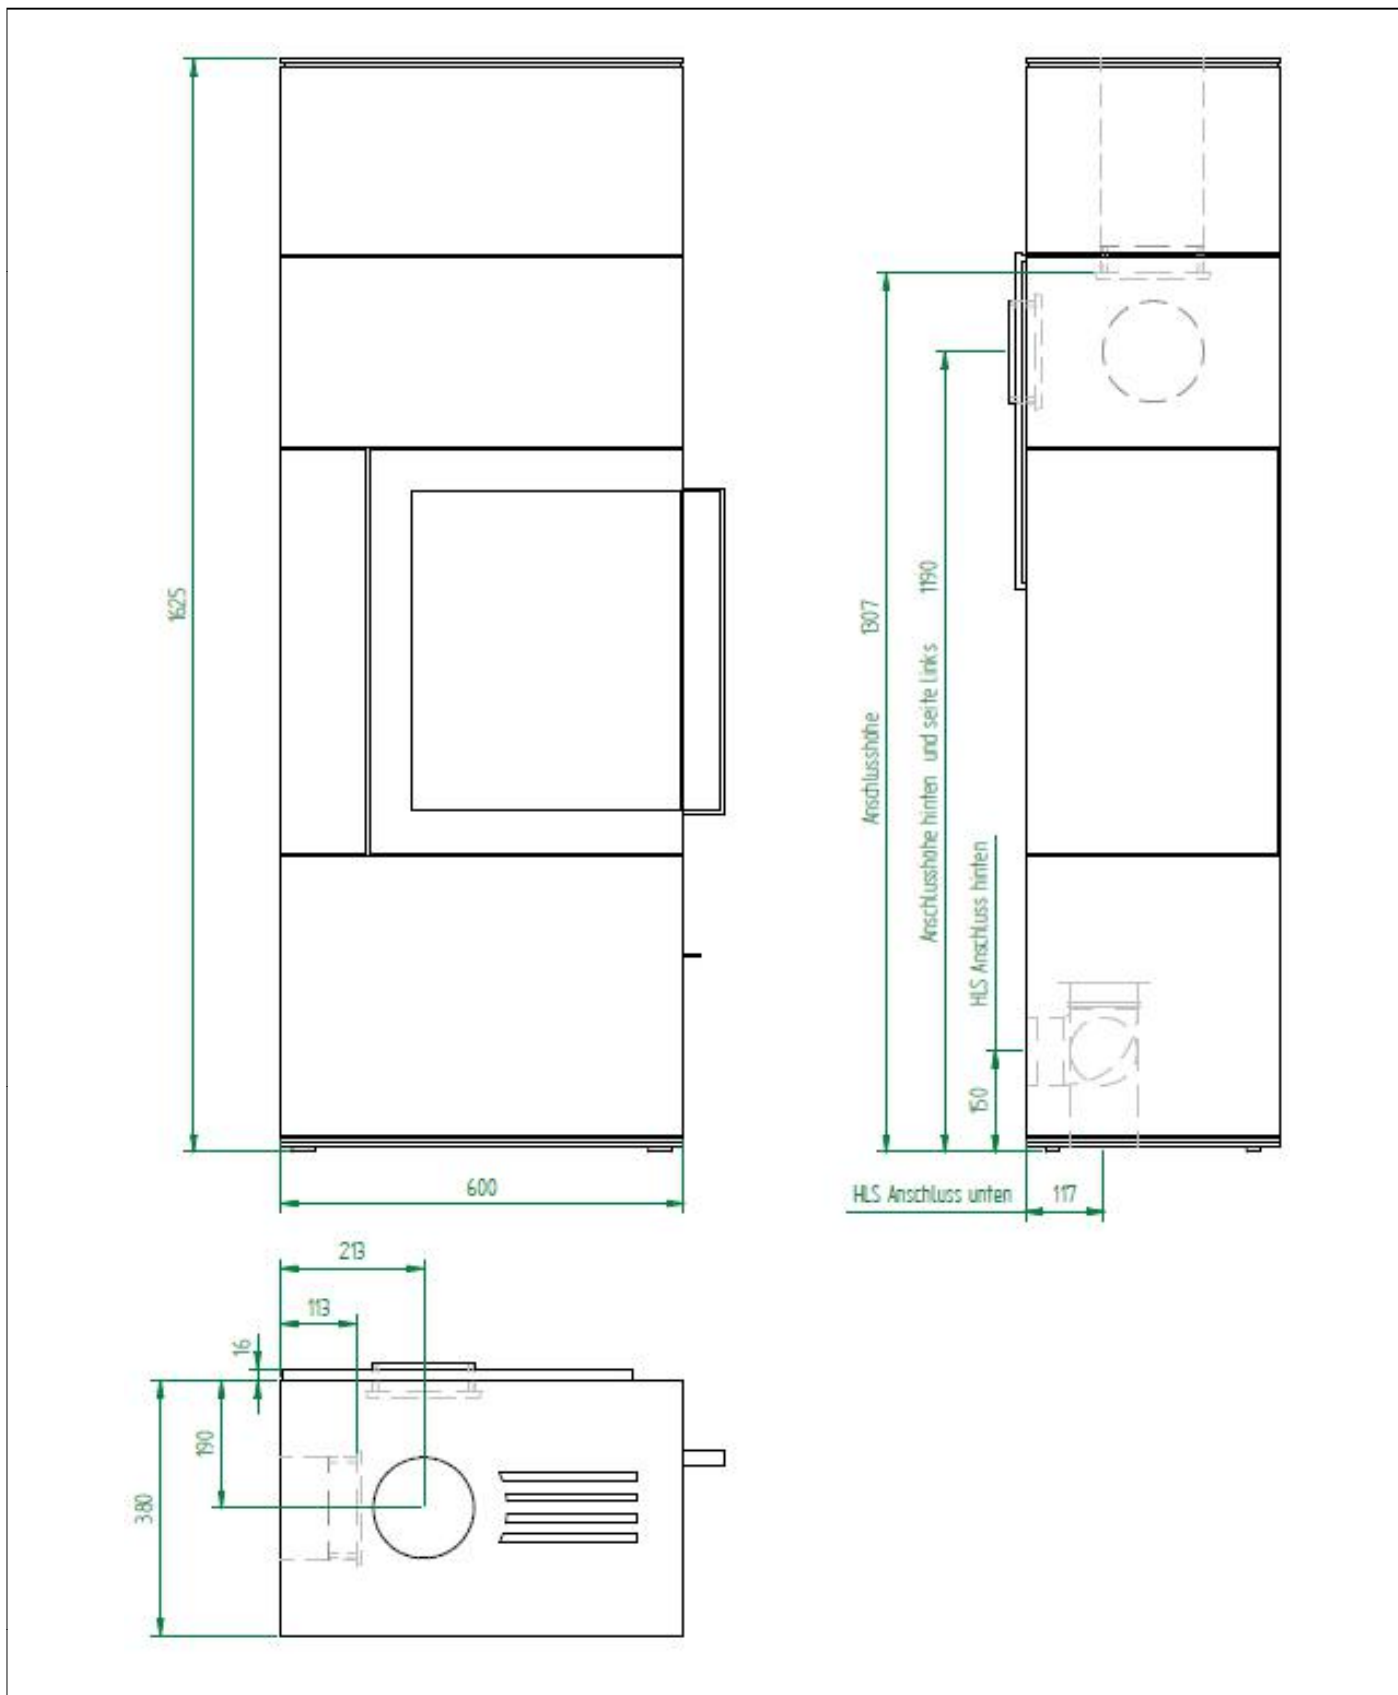 1625
600
Anschlusshöhe 1307
Anschlusshöhe hinten und seite Links 1190
HLS Anschluss hinten
150
HLS Anschluss unten 117
213
113
16
190
380